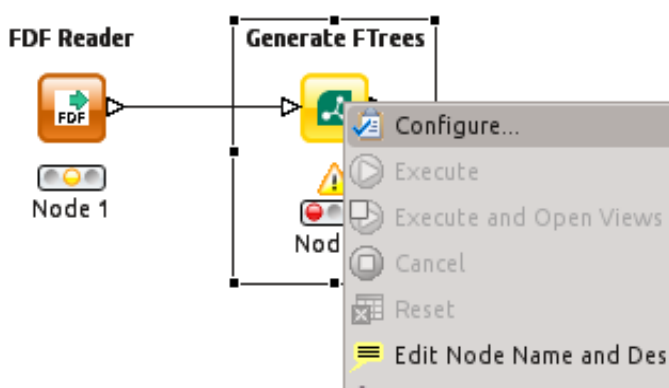 FDF Reader
Generate FTrees
FDF
Node 1
Nod
Configure...
Execute
Execute and Open Views
Cancel
Reset
Edit Node Name and Des